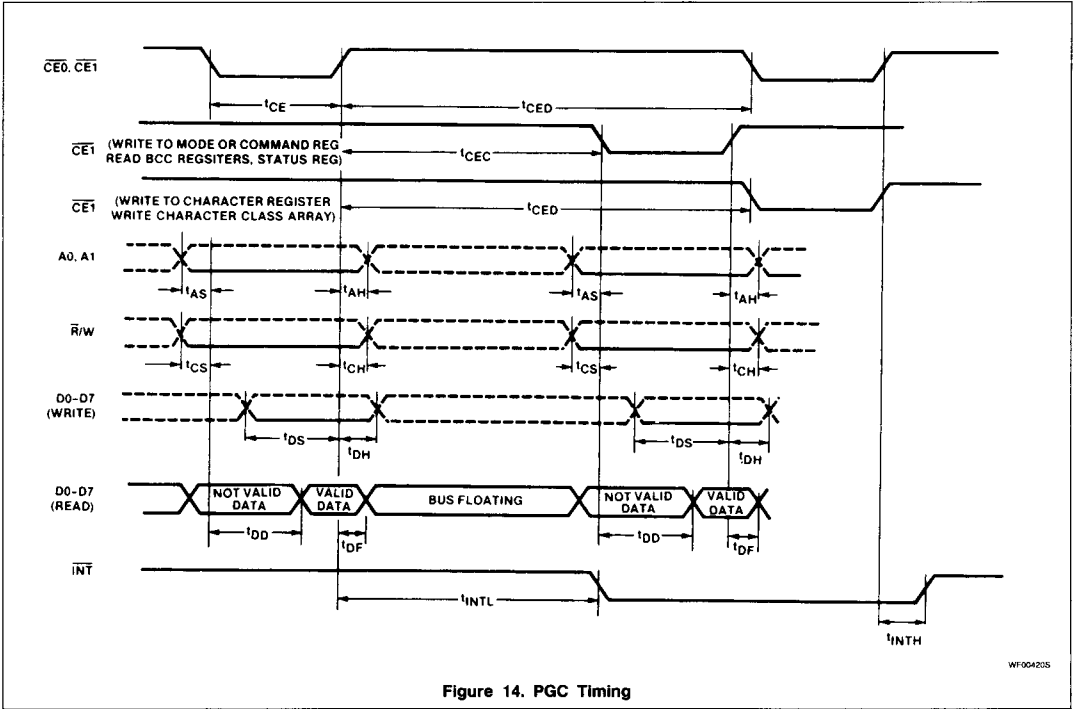 CE0, CE1
tCE
tCED
CE1
(WRITE TO MODE OR COMMAND REG
READ BCC REGSITERS, STATUS REG)
tCEC
CE1
(WRITE TO CHARACTER REGISTER
WRITE CHARACTER CLASS ARRAY)
tCED
A0, A1
tAS
tAH
tAS
tAH
R/W
tCS
tCH
tCS
tCH
D0-D7
(WRITE)
tDS
tDH
tDS
tDH
D0-D7
(READ)
NOT VALID
DATA
VALID
DATA
BUS FLOATING
NOT VALID
DATA
VALID
DATA
tDD
tDF
tDD
tDF
INT
tINTL
tINTH
WF00420S
Figure 14. PGC Timing